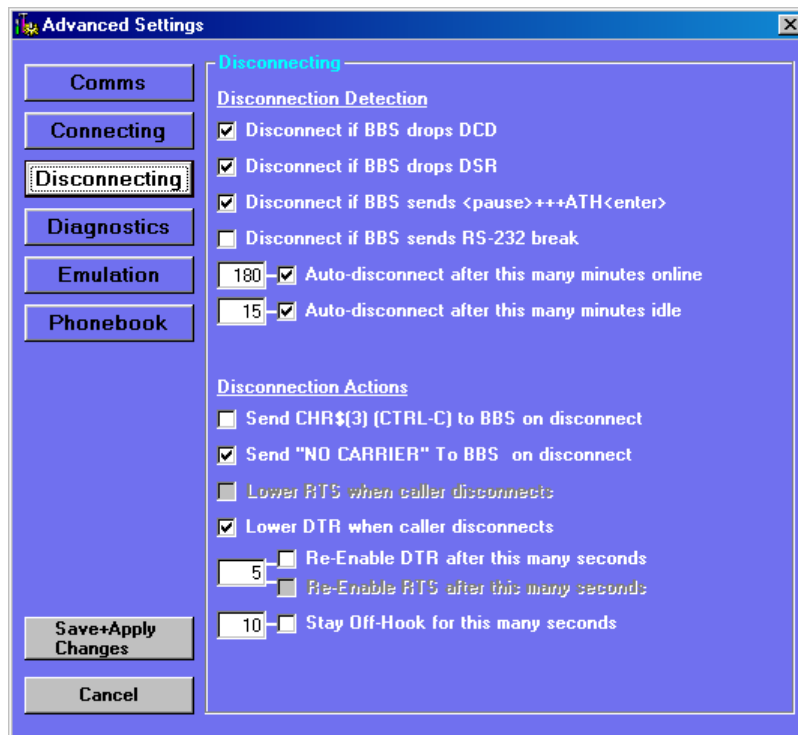 Advanced Settings
Comms
Connecting
Disconnecting
Diagnostics
Emulation
Phonebook
Save+Apply
Changes
Cancel
Disconnecting
Disconnection Detection
Disconnect if BBS drops DCD
Disconnect if BBS drops DSR
Disconnect if BBS sends <pause>+++ATH<enter>
Disconnect if BBS sends RS-232 break
180 Auto-disconnect after this many minutes online
15 Auto-disconnect after this many minutes idle
Disconnection Actions
Send CHR$(3) (CTRL-C) to BBS on disconnect
Send "NO CARRIER" To BBS on disconnect
Lower RTS when caller disconnects
Lower DTR when caller disconnects
5 Re-Enable DTR after this many seconds
Re-Enable RTS after this many seconds
10 Stay Off-Hook for this many seconds